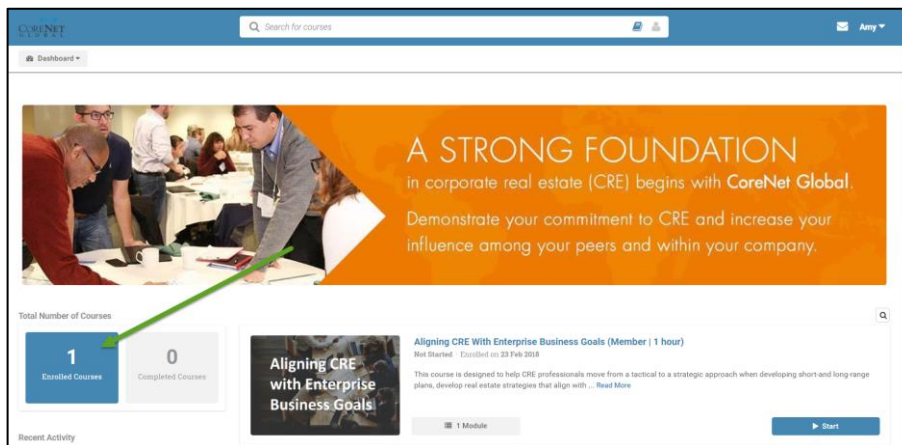 CORENET
GLOBAL
Search for courses
Amy
Dashboard
A STRONG FOUNDATION
in corporate real estate (CRE) begins with CoreNet Global.
Demonstrate your commitment to CRE and increase your
influence among your peers and within your company.
Total Number of Courses
1
Enrolled Courses
0
Completed Courses
Aligning CRE
with Enterprise
Business Goals
Aligning CRE With Enterprise Business Goals (Member | 1 hour)
Not Started · Enrolled on 23 Feb 2018
This course is designed to help CRE professionals move from a tactical to a strategic approach when developing short-and long-range
plans, develop real estate strategies that align with ... Read More
1 Module
Start
Recent Activity